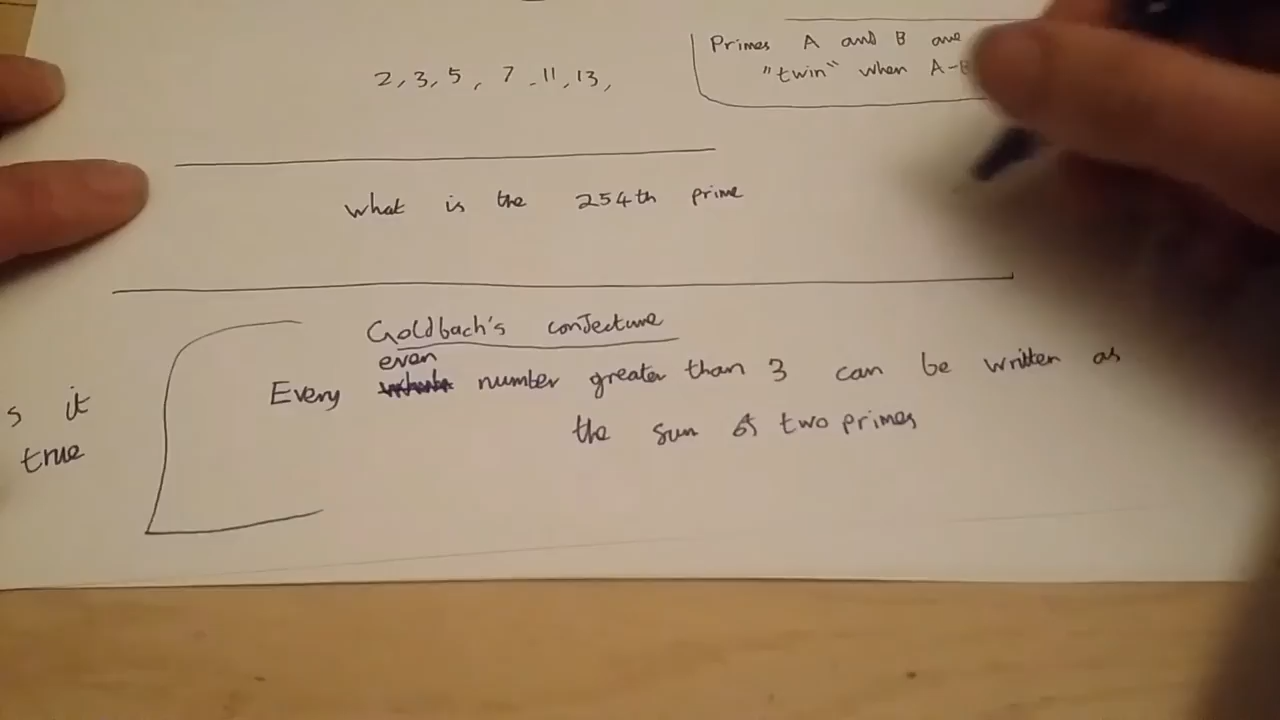 Primes A and B are
"twin" when A-B
2, 3, 5, 7, 11, 13,
what is the 254th prime
Goldbach's conjecture
even
Every number greater than 3 can be written as
the sum of two primes
s it
true